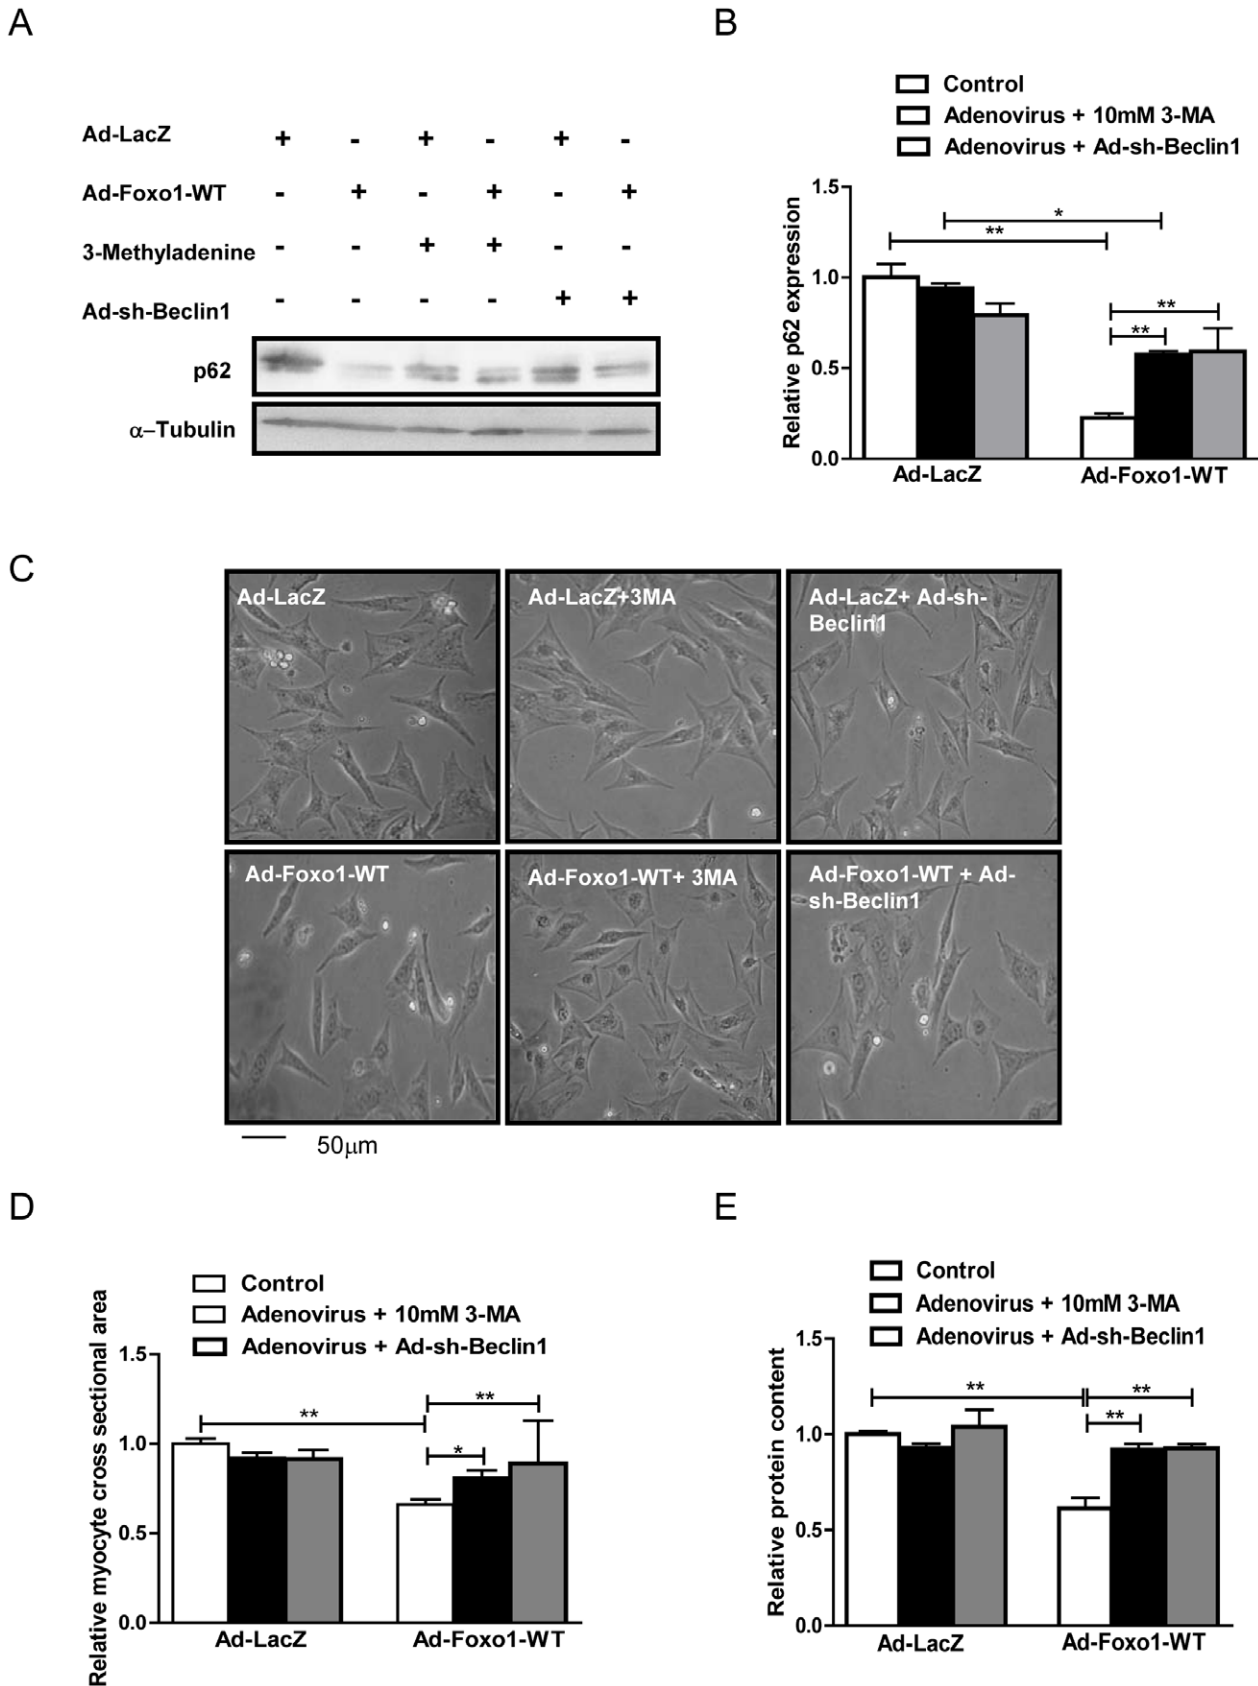 A
Ad-LacZ + - + - + -
Ad-Foxo1-WT - + - + - +
3-Methyladenine - - + + - -
Ad-sh-Beclin1 - - - - + +
p62
α–Tubulin
B
Control
Adenovirus + 10mM 3-MA
Adenovirus + Ad-sh-Beclin1
Relative p62 expression
1.5
1.0
0.5
0.0
*
**
**
**
Ad-LacZ
Ad-Foxo1-WT
C
Ad-LacZ
Ad-LacZ+3MA
Ad-LacZ+ Ad-sh-
Beclin1
Ad-Foxo1-WT
Ad-Foxo1-WT+ 3MA
Ad-Foxo1-WT + Ad-
sh-Beclin1
50μm
D
Control
Adenovirus + 10mM 3-MA
Adenovirus + Ad-sh-Beclin1
Relative myocyte cross sectional area
1.5
1.0
0.5
0.0
**
**
*
Ad-LacZ
Ad-Foxo1-WT
E
Control
Adenovirus + 10mM 3-MA
Adenovirus + Ad-sh-Beclin1
Relative protein content
1.5
1.0
0.5
0.0
**
**
**
Ad-LacZ
Ad-Foxo1-WT